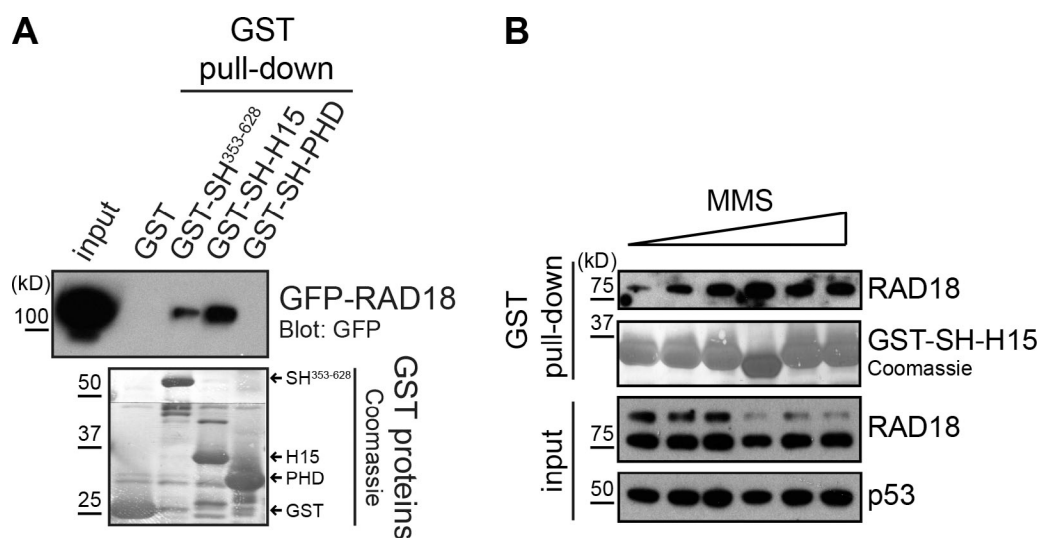 A
GST
pull-down
input
GST
GST-SH353-628
GST-SH-H15
GST-SH-PHD
(kD)
100
GFP-RAD18
Blot: GFP
50
37
25
SH353-628
H15
PHD
GST
GST proteins
Coomassie
B
MMS
GST
pull-down
(kD)
75
RAD18
37
GST-SH-H15
Coomassie
input
75
RAD18
50
p53